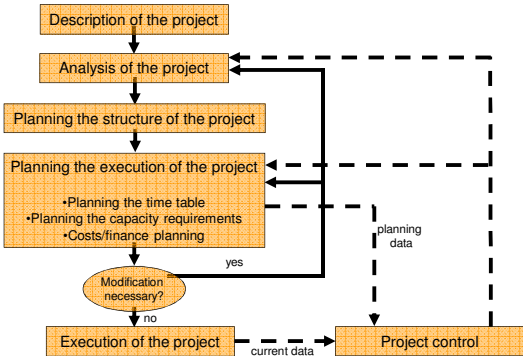 Description of the project
Analysis of the project
Planning the structure of the project
Planning the execution of the project
•Planning the time table
•Planning the capacity requirements
•Costs/finance planning
planning
data
yes
Modification
necessary?
no
Execution of the project
current data
Project control